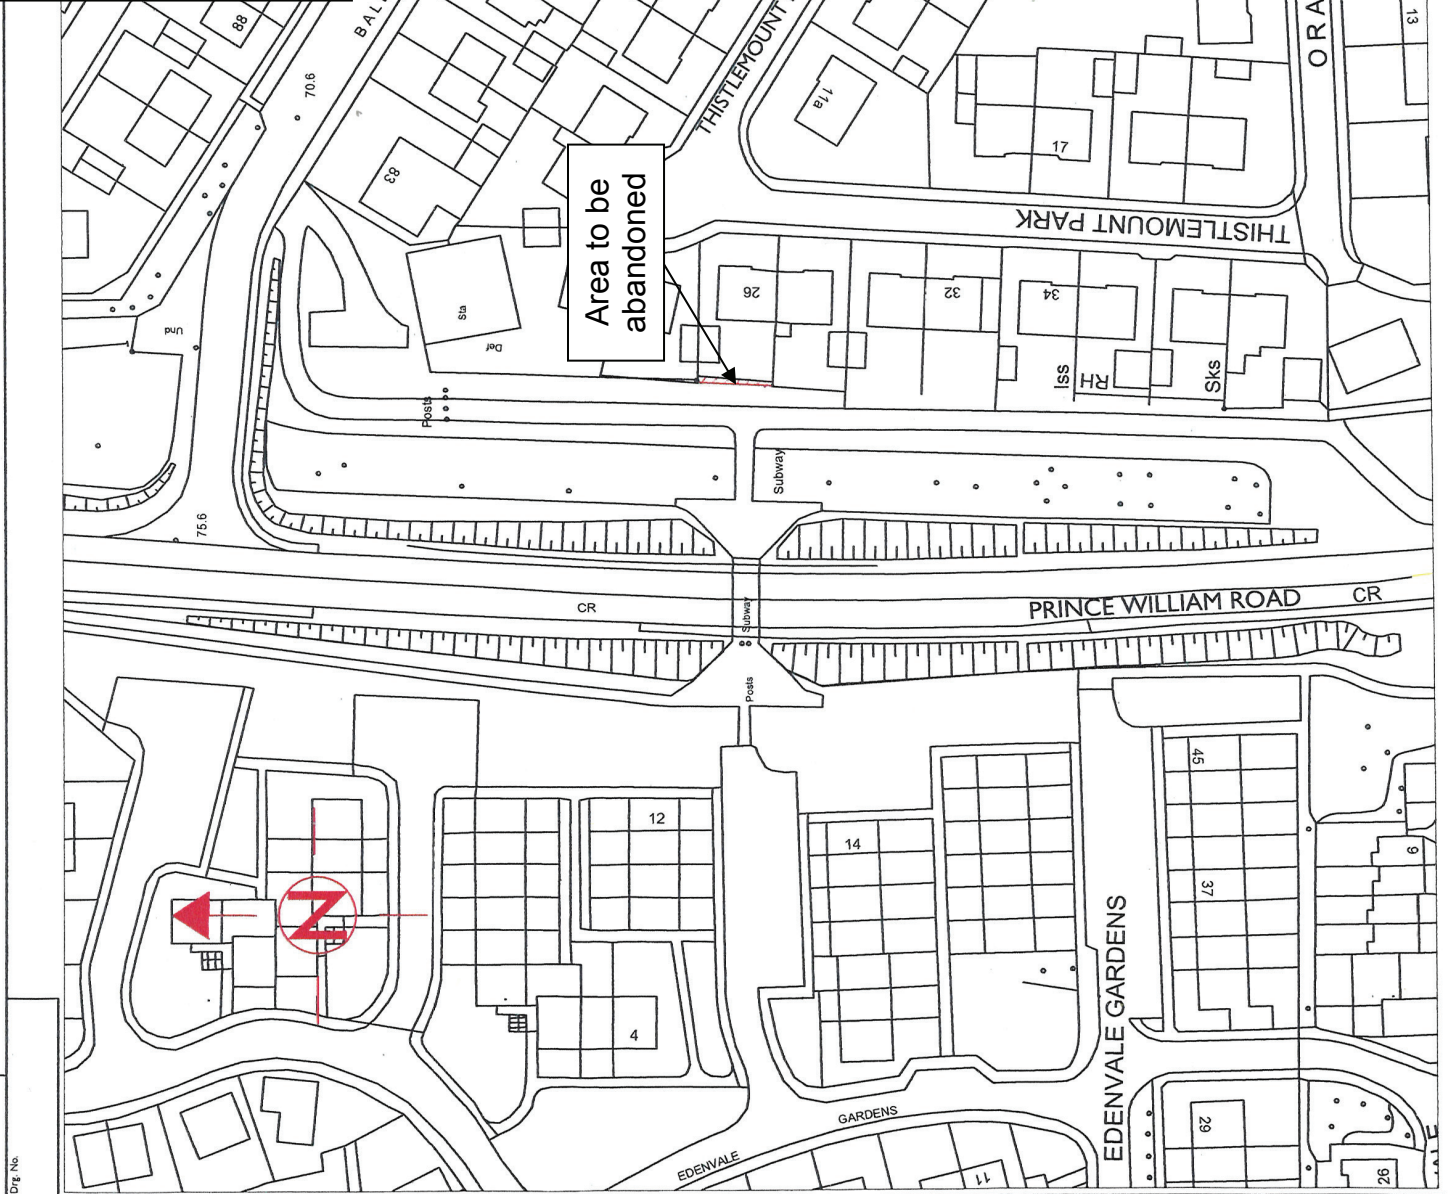 88
BAL
70.6
THISTLEMOUNT
11a
17
ORA
13
83
Area to be
abandoned
THISTLEMOUNT PARK
Sta
Def
26
32
34
Und
Iss
RH
Sks
Posts
Subway
75.6
CR
Subway
PRINCE WILLIAM ROAD
CR
Posts
12
14
45
37
9
N
4
EDENVALE GARDENS
GARDENS
EDENVALE
11
29
26
Drg. No.